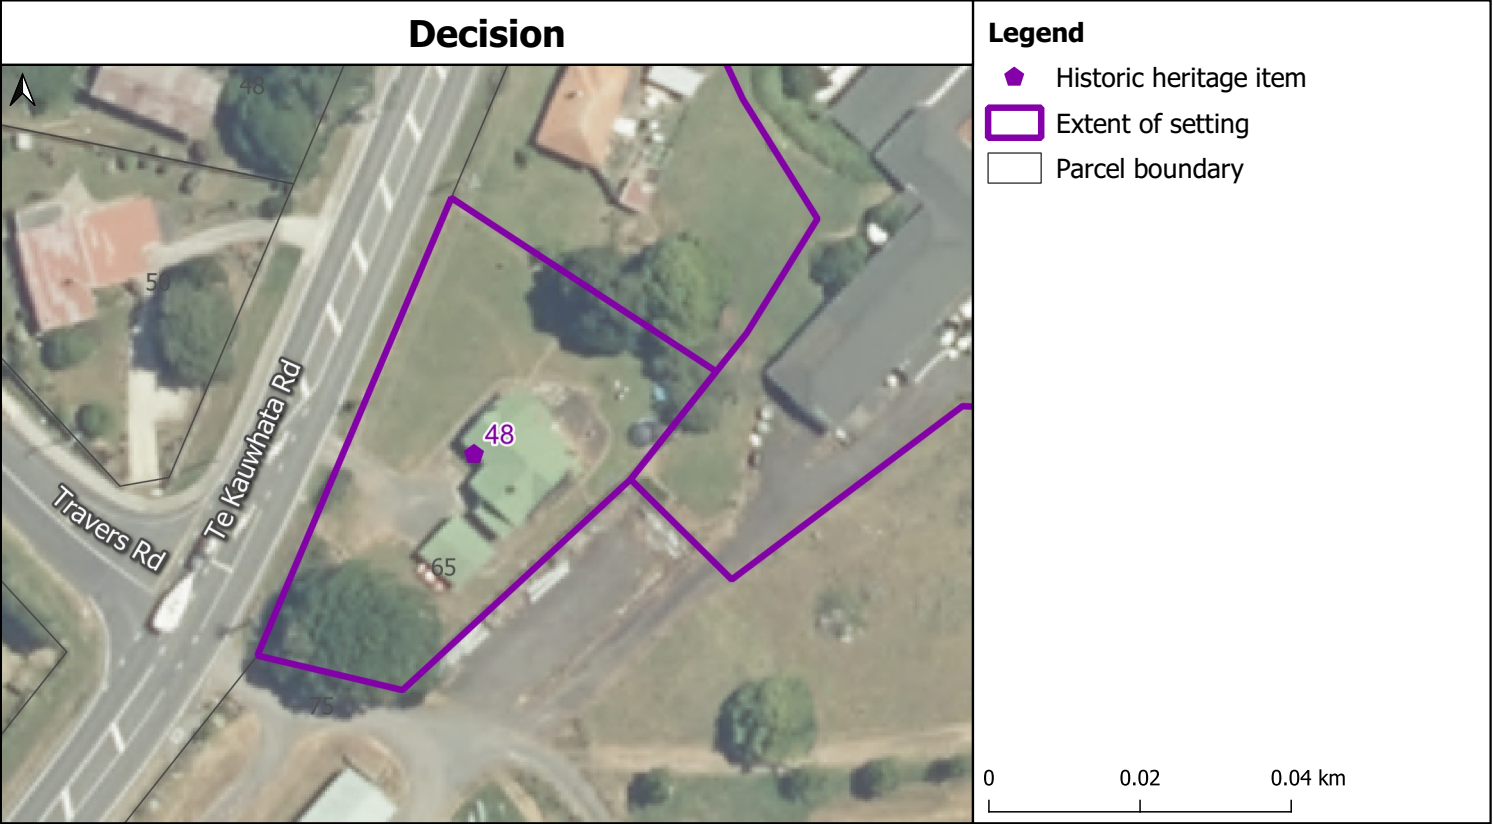 Decision
48
50
Te Kauwhata Rd
Travers Rd
48
65
75
Legend
Historic heritage item
Extent of setting
Parcel boundary
0 0.02 0.04 km